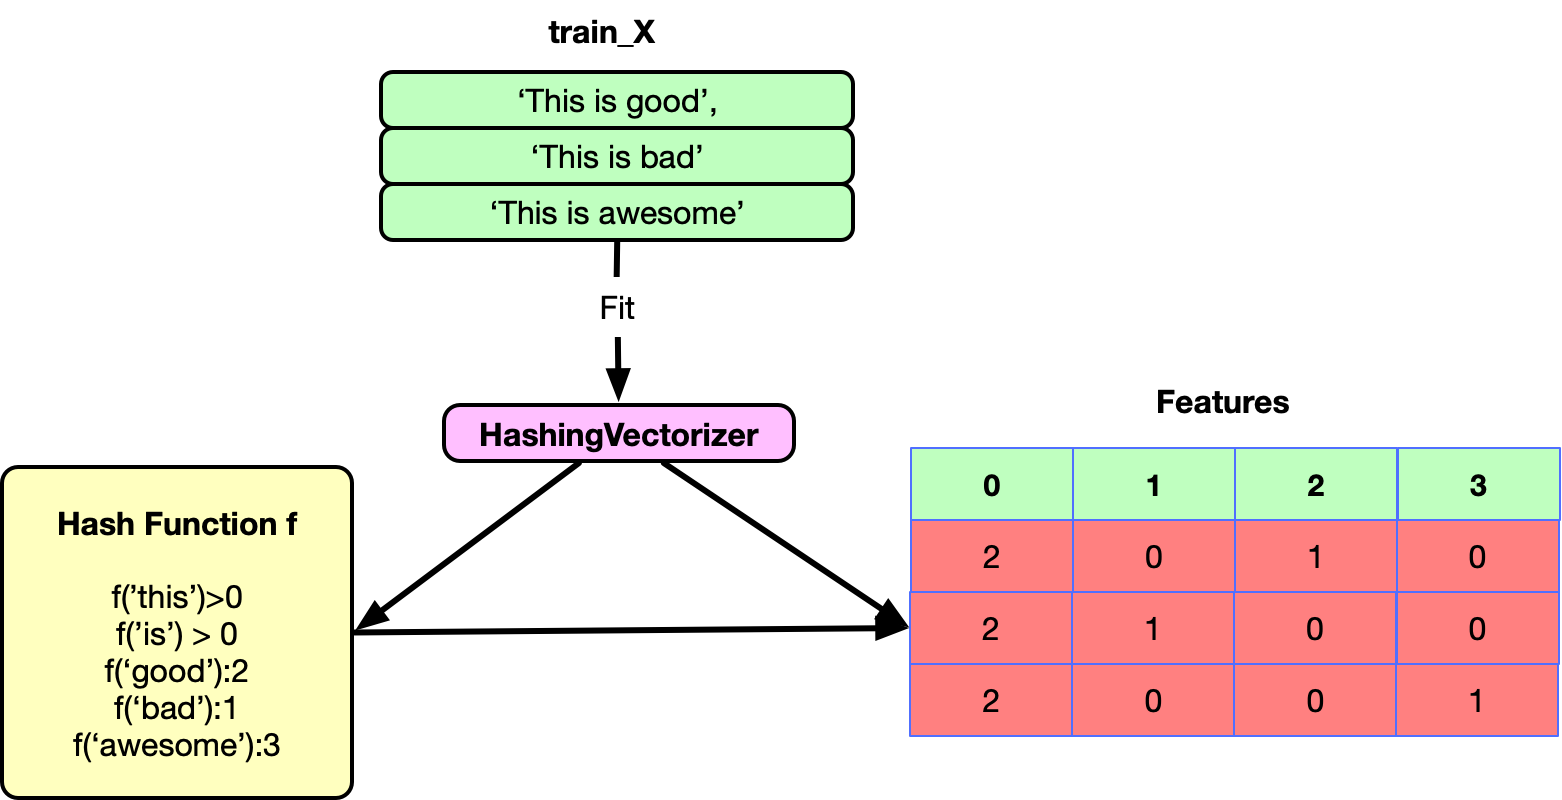 train_X
‘This is good’,
‘This is bad’
‘This is awesome’
Fit
HashingVectorizer
Hash Function f
f(’this’)>0
f(’is’) > 0
f(‘good’):2
f(‘bad’):1
f(‘awesome’):3
Features
0 1 2 3
2 0 1 0
2 1 0 0
2 0 0 1